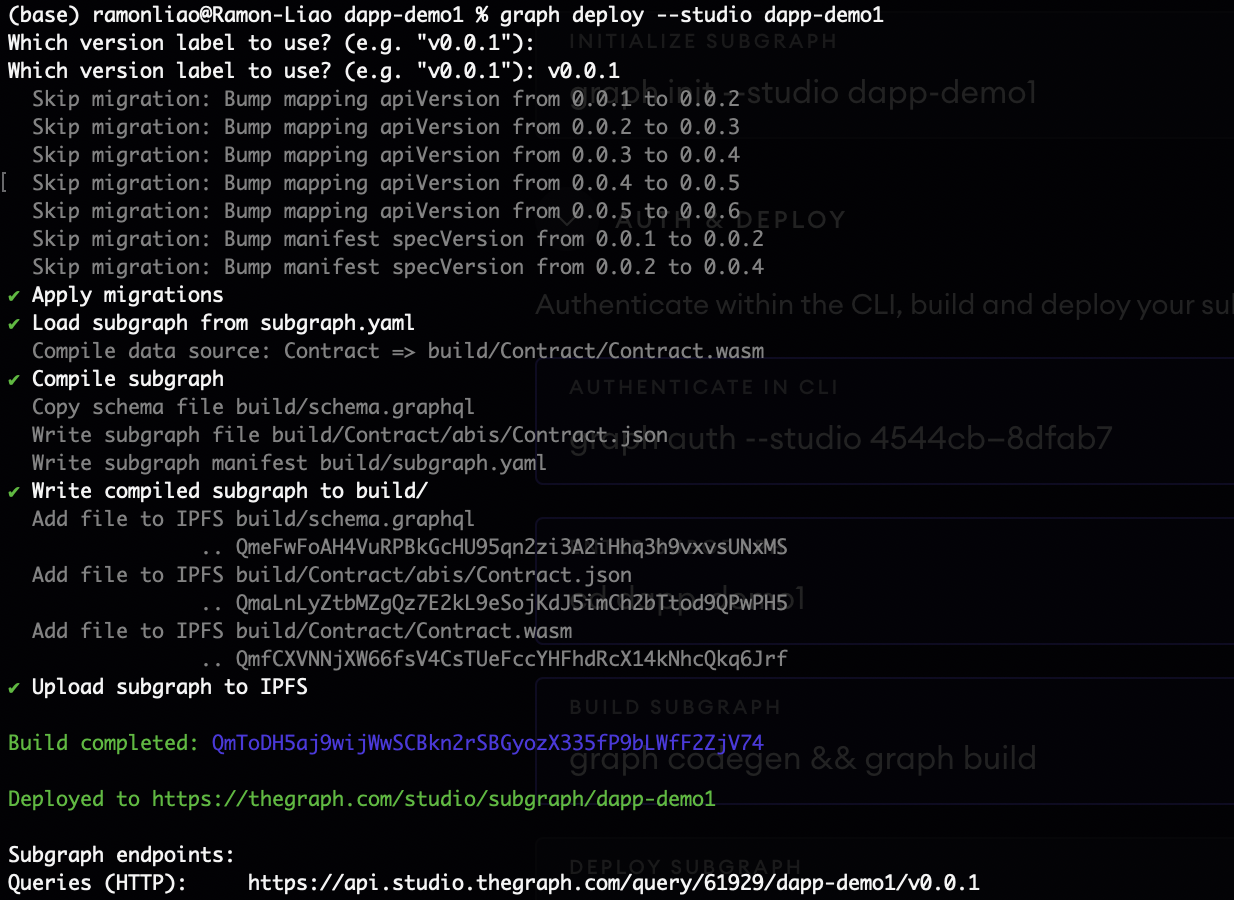 (base) ramonliao@Ramon-Liao dapp-demo1 % graph deploy --studio dapp-demo1
Which version label to use? (e.g. "v0.0.1"):
INITIALIZE SUBGRAPH
Which version label to use? (e.g. "v0.0.1"): v0.0.1
graph init --studio dapp-demo1
Skip migration: Bump mapping apiVersion from 0.0.1 to 0.0.2
Skip migration: Bump mapping apiVersion from 0.0.2 to 0.0.3
Skip migration: Bump mapping apiVersion from 0.0.3 to 0.0.4
[ Skip migration: Bump mapping apiVersion from 0.0.4 to 0.0.5
Skip migration: Bump mapping apiVersion from 0.0.5 to 0.0.6
AUTH & DEPLOY
Skip migration: Bump manifest specVersion from 0.0.1 to 0.0.2
Skip migration: Bump manifest specVersion from 0.0.2 to 0.0.4
✔ Apply migrations
Authenticate within the CLI, build and deploy your
✔ Load subgraph from subgraph.yaml
Compile data source: Contract => build/Contract/Contract.wasm
✔ Compile subgraph
AUTHENTICATE IN CLI
Copy schema file build/schema.graphql
Write subgraph file build/Contract/abis/Contract.json
graph auth --studio 4544cb–8dfab7
Write subgraph manifest build/subgraph.yaml
✔ Write compiled subgraph to build/
Add file to IPFS build/schema.graphql
.. QmeFwFoAH4VuRPBkGcHU95qn2zi3A2iHhq3h9vxvsUNxMS
Add file to IPFS build/Contract/abis/Contract.json
.. QmaLnLyZtbMZgQz7E2kL9eSojKdJ5imCh2bTtod9QPwPH5
cd dapp-demo1
Add file to IPFS build/Contract/Contract.wasm
.. QmfCXVNNjXW66fsV4CsTUeFccYHFhdRcX14kNhcQkq6Jrf
✔ Upload subgraph to IPFS
BUILD SUBGRAPH
Build completed: QmToDH5aj9wijWwSCBkn2rSBGyozX335fP9bLWfF2ZjV74
graph codegen && graph build
Deployed to https://thegraph.com/studio/subgraph/dapp-demo1
Subgraph endpoints:
DEPLOY SUBGRAPH
Queries (HTTP): https://api.studio.thegraph.com/query/61929/dapp-demo1/v0.0.1